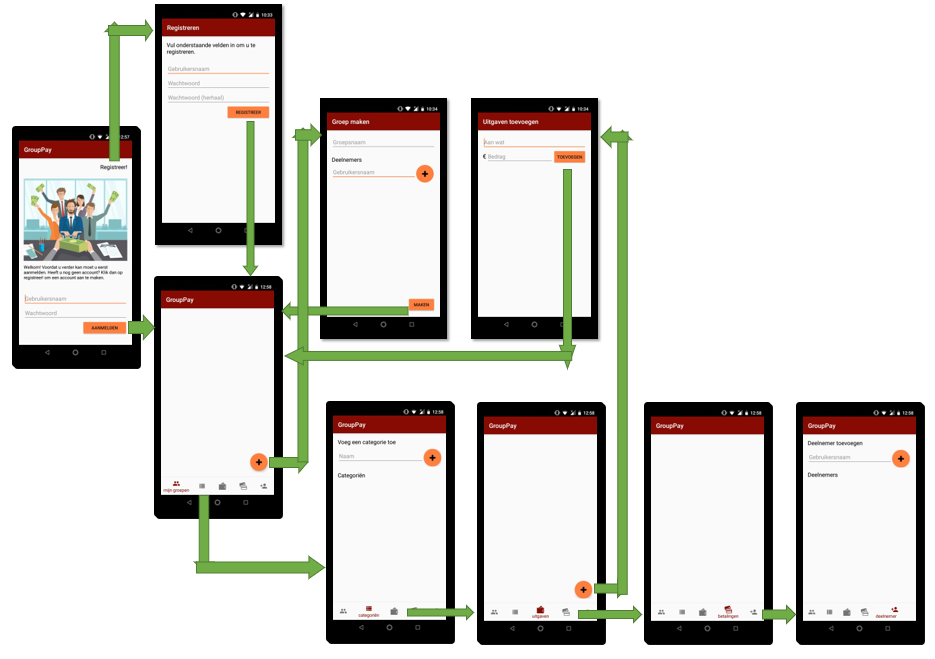 10:33
Registreren
Vul onderstaande velden in om u te
registreren.
Gebruikersnaam
Wachtwoord
Wachtwoord (herhaal)
REGISTREER
GroupPay
Registreer!
Welkom! Voordat u verder kan moet u eerst
aanmelden. Heeft u nog geen account? Klik dan op
registreer! om een account aan te maken.
Gebruikersnaam
Wachtwoord
AANMELDEN
10:34
Groep maken
Groepsnaam
Deelnemers
Gebruikersnaam
+
MAKEN
10:34
Uitgaven toevoegen
Aan wat
€ Bedrag
TOEVOEGEN
12:58
GroupPay
+
mijn groepen
12:58
GroupPay
Voeg een categorie toe
Naam
+
Categoriën
categoriën
12:58
GroupPay
+
uitgaven
12:58
GroupPay
betalingen
12:58
GroupPay
Deelnemer toevoegen
Gebruikersnaam
+
Deelnemers
deelnemer